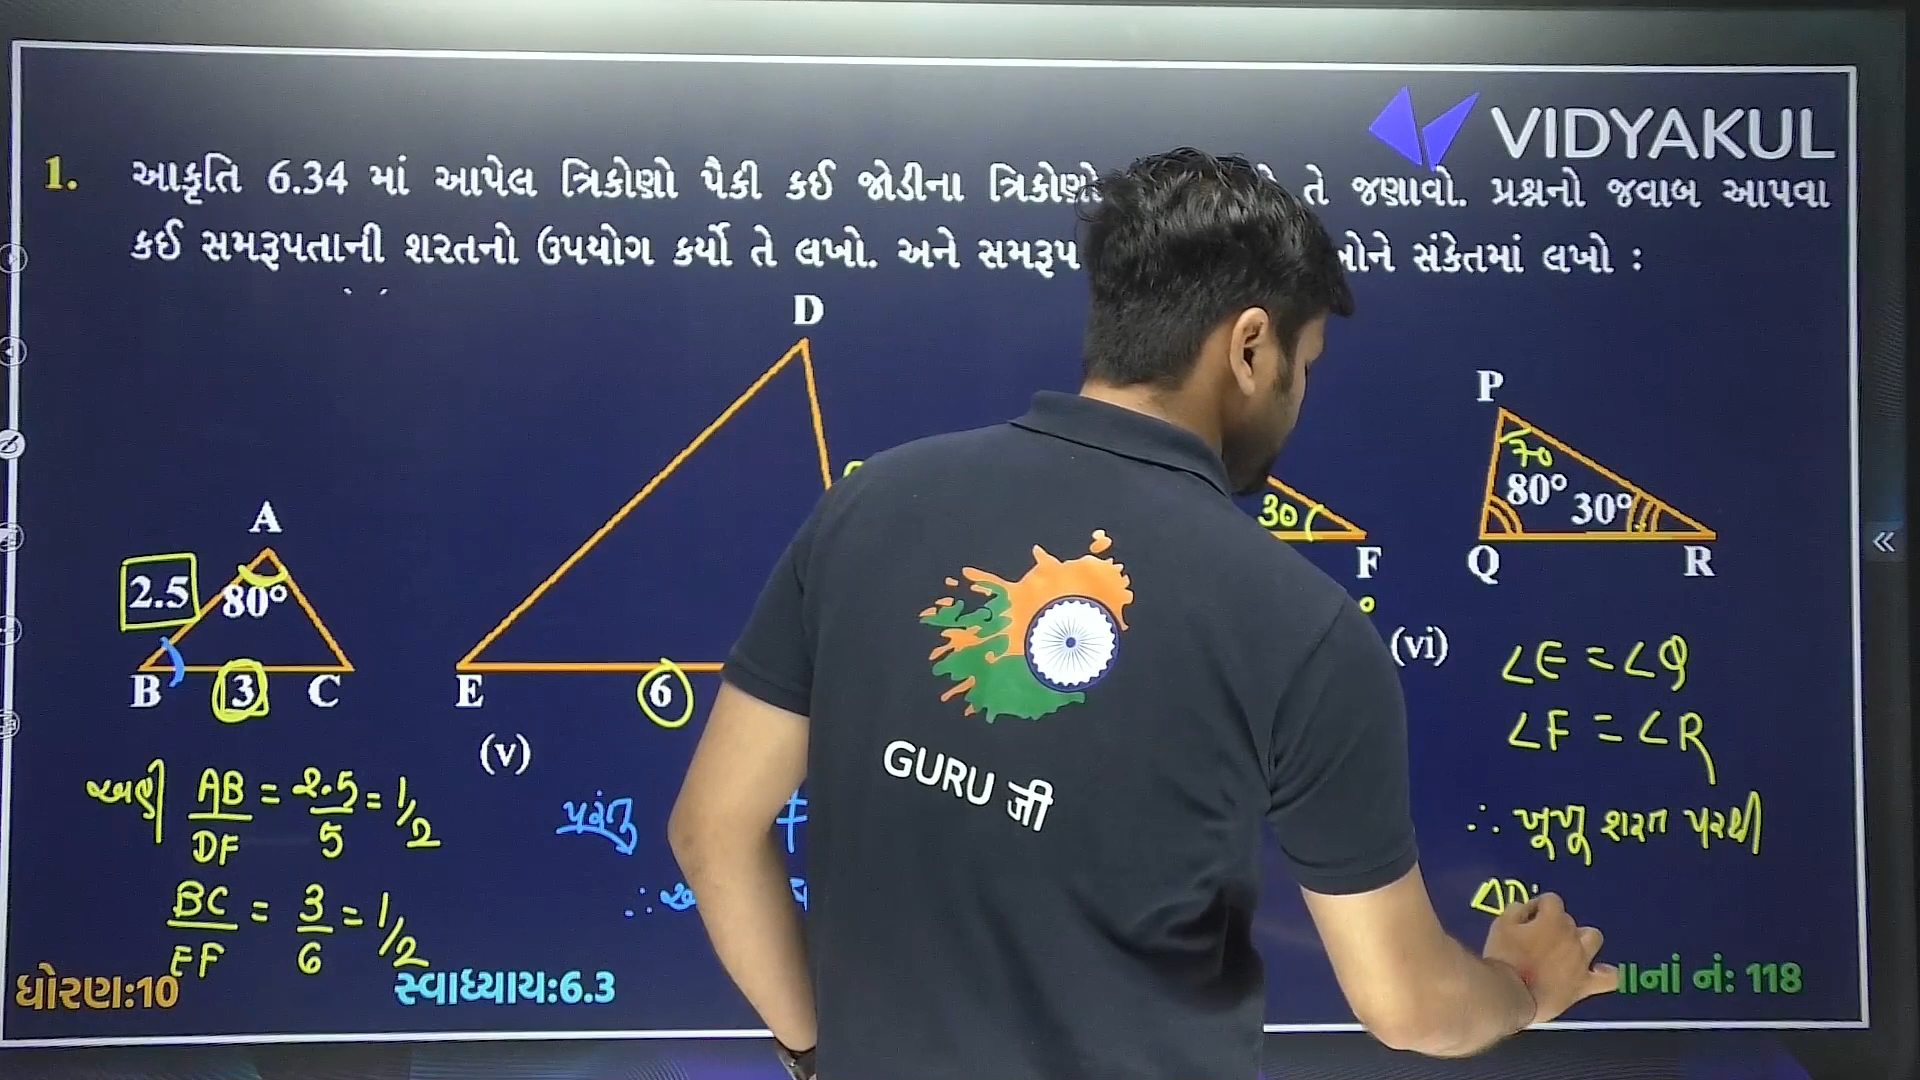 VIDYAKUL
1. આકૃતિ 6.34 માં આપેલ ત્રિકોણો પૈકી કઈ જોડીના ત્રિકોણો તે જણાવો. પ્રશ્નનો જવાબ આપવા
કઈ સમરૂપતાની શરતનો ઉપયોગ કર્યો તે લખો. અને સમરૂપ સંકેતમાં લખો :
D
P
70
80° 30°
A
2.5
80°
30
F
Q R
B 3 C
E 6
(v)
(vi)
∠E = ∠Q
∠F = ∠R
∴ ખૂખૂ શરત પરથી
AB/DF = 2.5/5 = 1/2
પરંતુ
BC/EF = 3/6 = 1/2
GURU जी
ધોરણ:10
સ્વાધ્યાય:6.3
નં: 118